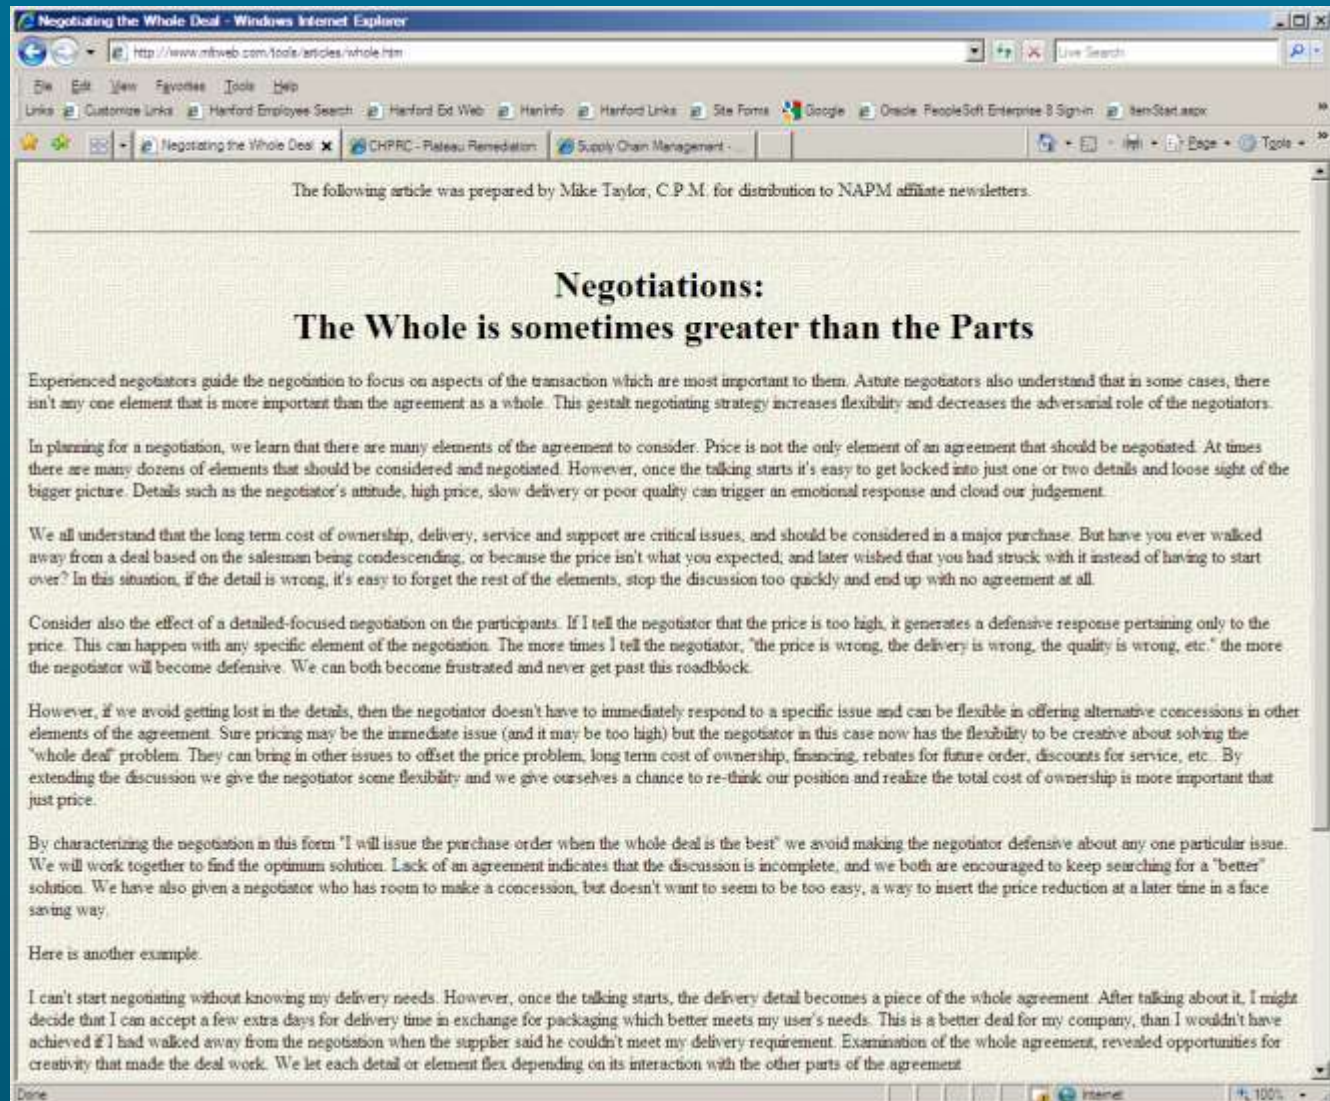 Negotiating the Whole Deal - Windows Internet Explorer
http://www.mltweb.com/tools/articles/whole.htm
Live Search
File Edit View Favorites Tools Help
Links Customize Links Hanford Employee Search Hanford Ed Web HanInfo Hanford Links Site Forms Google Oracle PeopleSoft Enterprise 8 Sign-in ItemStart.aspx
Negotiating the Whole Deal CHPRC - Plateau Remediation Supply Chain Management - ... Page Tools
The following article was prepared by Mike Taylor, C.P.M. for distribution to NAPM affiliate newsletters.
Negotiations:
The Whole is sometimes greater than the Parts
Experienced negotiators guide the negotiation to focus on aspects of the transaction which are most important to them. Astute negotiators also understand that in some cases, there
isn't any one element that is more important than the agreement as a whole. This gestalt negotiating strategy increases flexibility and decreases the adversarial role of the negotiators.
In planning for a negotiation, we learn that there are many elements of the agreement to consider. Price is not the only element of an agreement that should be negotiated. At times
there are many dozens of elements that should be considered and negotiated. However, once the talking starts it's easy to get locked into just one or two details and loose sight of the
bigger picture. Details such as the negotiator's attitude, high price, slow delivery or poor quality can trigger an emotional response and cloud our judgement.
We all understand that the long term cost of ownership, delivery, service and support are critical issues, and should be considered in a major purchase. But have you ever walked
away from a deal based on the salesman being condescending, or because the price isn't what you expected, and later wished that you had struck with it instead of having to start
over? In this situation, if the detail is wrong, it's easy to forget the rest of the elements, stop the discussion too quickly and end up with no agreement at all.
Consider also the effect of a detailed-focused negotiation on the participants. If I tell the negotiator that the price is too high, it generates a defensive response pertaining only to the
price. This can happen with any specific element of the negotiation. The more times I tell the negotiator, "the price is wrong, the delivery is wrong, the quality is wrong, etc." the more
the negotiator will become defensive. We can both become frustrated and never get past this roadblock.
However, if we avoid getting lost in the details, then the negotiator doesn't have to immediately respond to a specific issue and can be flexible in offering alternative concessions in other
elements of the agreement. Sure pricing may be the immediate issue (and it may be too high) but the negotiator in this case now has the flexibility to be creative about solving the
"whole deal" problem. They can bring in other issues to offset the price problem, long term cost of ownership, financing, rebates for future order, discounts for service, etc.. By
extending the discussion we give the negotiator some flexibility and we give ourselves a chance to re-think our position and realize the total cost of ownership is more important that
just price.
By characterizing the negotiation in this form "I will issue the purchase order when the whole deal is the best" we avoid making the negotiator defensive about any one particular issue.
We will work together to find the optimum solution. Lack of an agreement indicates that the discussion is incomplete, and we both are encouraged to keep searching for a "better"
solution. We have also given a negotiator who has room to make a concession, but doesn't want to seem to be too easy, a way to insert the price reduction at a later time in a face
saving way.
Here is another example.
I can't start negotiating without knowing my delivery needs. However, once the talking starts, the delivery detail becomes a piece of the whole agreement. After talking about it, I might
decide that I can accept a few extra days for delivery time in exchange for packaging which better meets my user's needs. This is a better deal for my company, than I wouldn't have
achieved if I had walked away from the negotiation when the supplier said he couldn't meet my delivery requirement. Examination of the whole agreement, revealed opportunities for
creativity that made the deal work. We let each detail or element flex depending on its interaction with the other parts of the agreement
Done Internet 100%